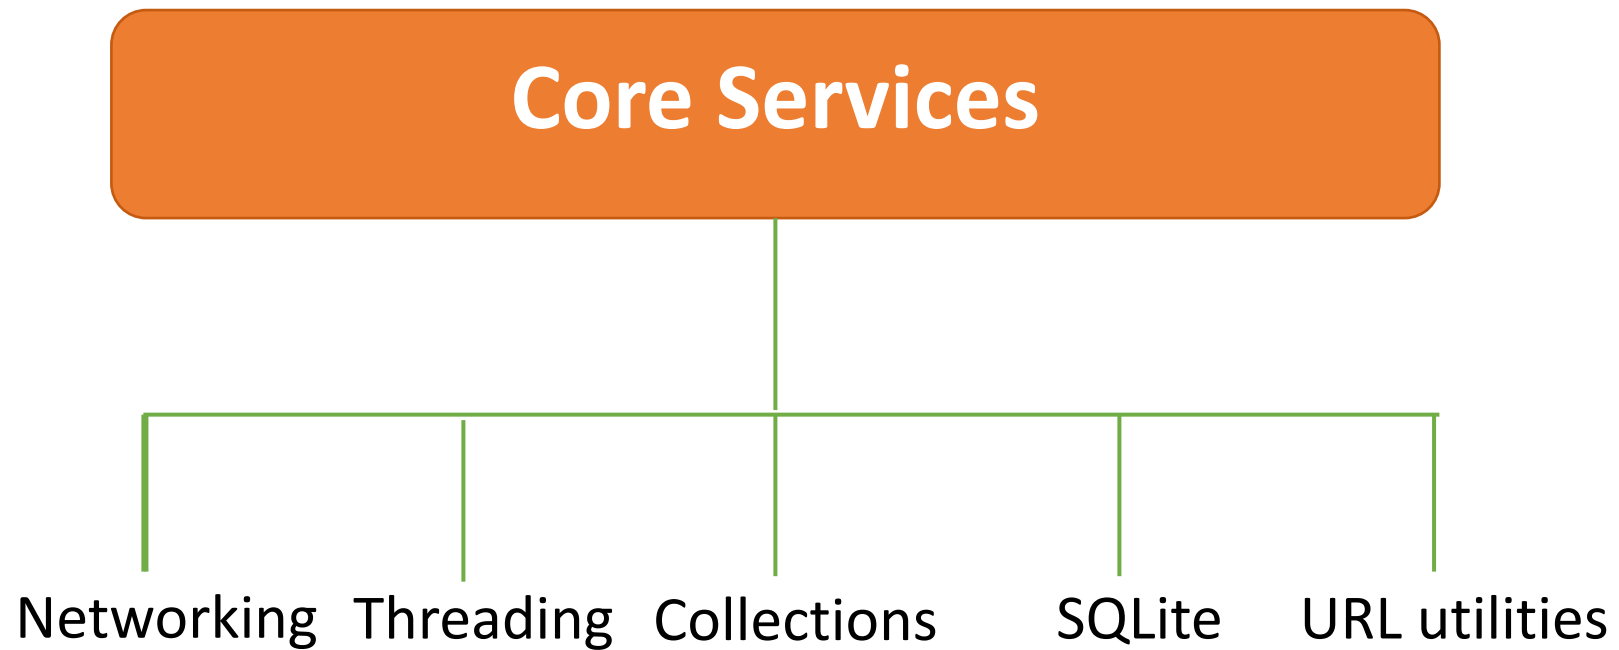 Core Services
Networking
Threading
Collections
SQLite
URL utilities